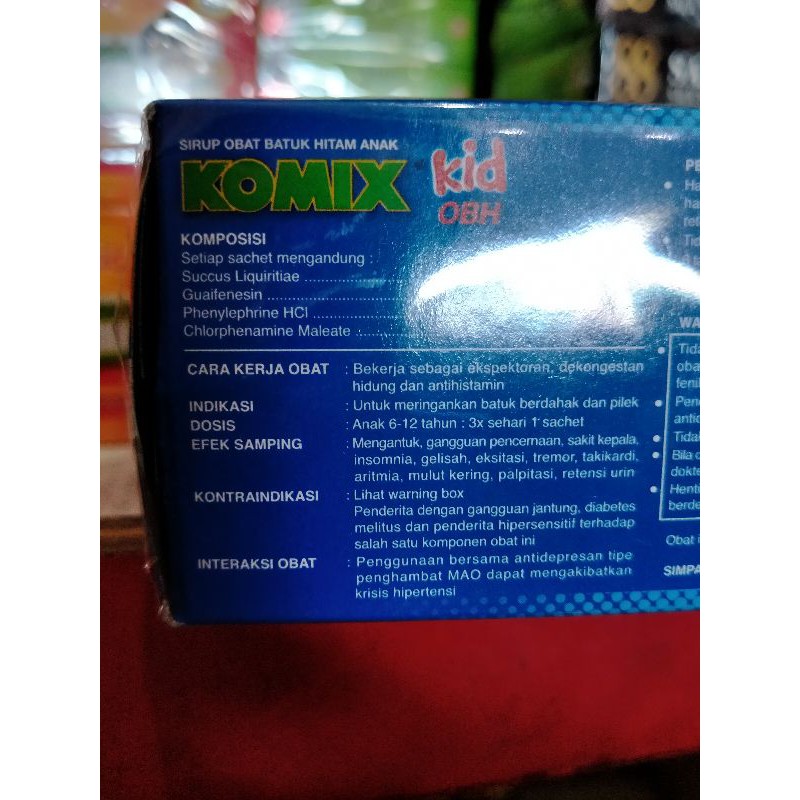 SIRUP OBAT BATUK HITAM ANAK
KOMIX kid
OBH
KOMPOSISI
Setiap sachet mengandung :
Succus Liquiritiae
Guaifenesin
Phenylephrine HCl
Chlorphenamine Maleate
CARA KERJA OBAT : Bekerja sebagai ekspektoran, dekongestan
hidung dan antihistamin
INDIKASI : Untuk meringankan batuk berdahak dan pilek
DOSIS : Anak 6-12 tahun : 3x sehari 1 sachet
EFEK SAMPING : Mengantuk, gangguan pencernaan, sakit kepala,
insomnia, gelisah, eksitasi, tremor, takikardi,
aritmia, mulut kering, palpitasi, retensi urin
KONTRAINDIKASI : Lihat warning box
Penderita dengan gangguan jantung, diabetes
melitus dan penderita hipersensitif terhadap
salah satu komponen obat ini
INTERAKSI OBAT : Penggunaan bersama antidepresan tipe
penghambat MAO dapat mengakibatkan
krisis hipertensi
Obat